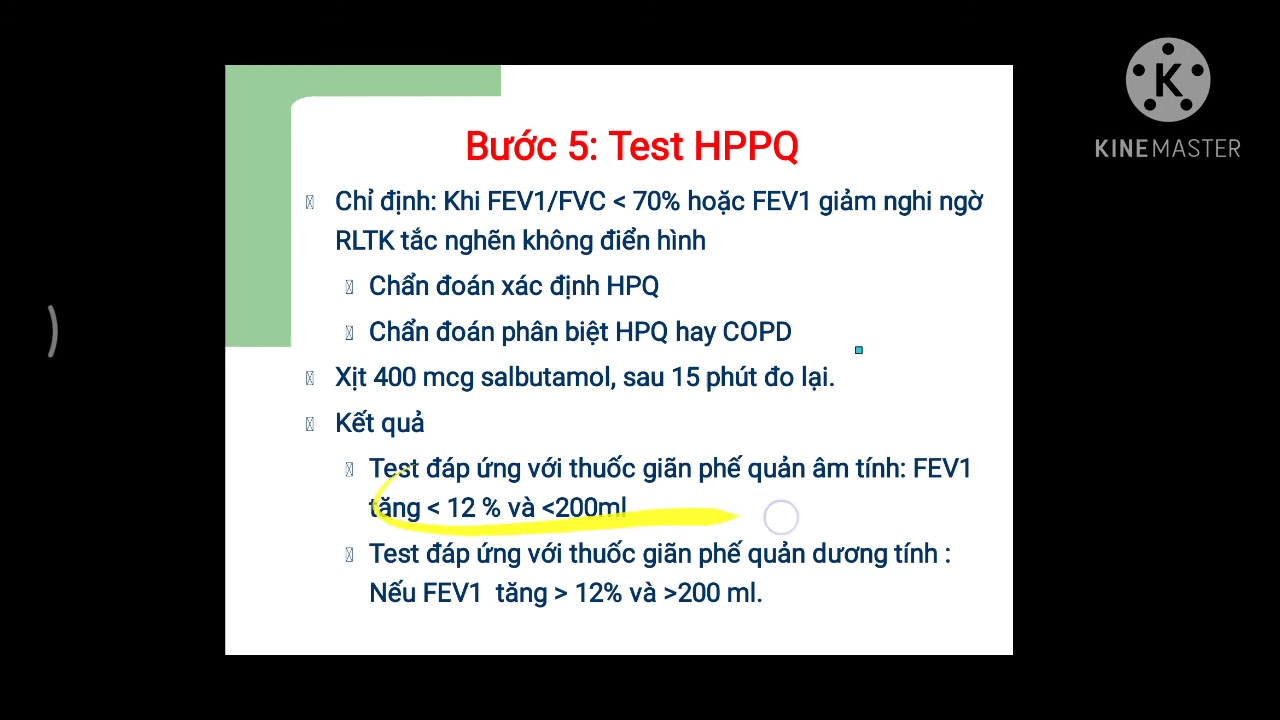 K
KINEMASTER
Bước 5: Test HPPQ
Chỉ định: Khi FEV1/FVC < 70% hoặc FEV1 giảm nghi ngờ
RLTK tắc nghẽn không điển hình
Chẩn đoán xác định HPQ
Chẩn đoán phân biệt HPQ hay COPD
Xịt 400 mcg salbutamol, sau 15 phút đo lại.
Kết quả
Test đáp ứng với thuốc giãn phế quản âm tính: FEV1
tăng < 12 % và <200ml
Test đáp ứng với thuốc giãn phế quản dương tính :
Nếu FEV1 tăng > 12% và >200 ml.